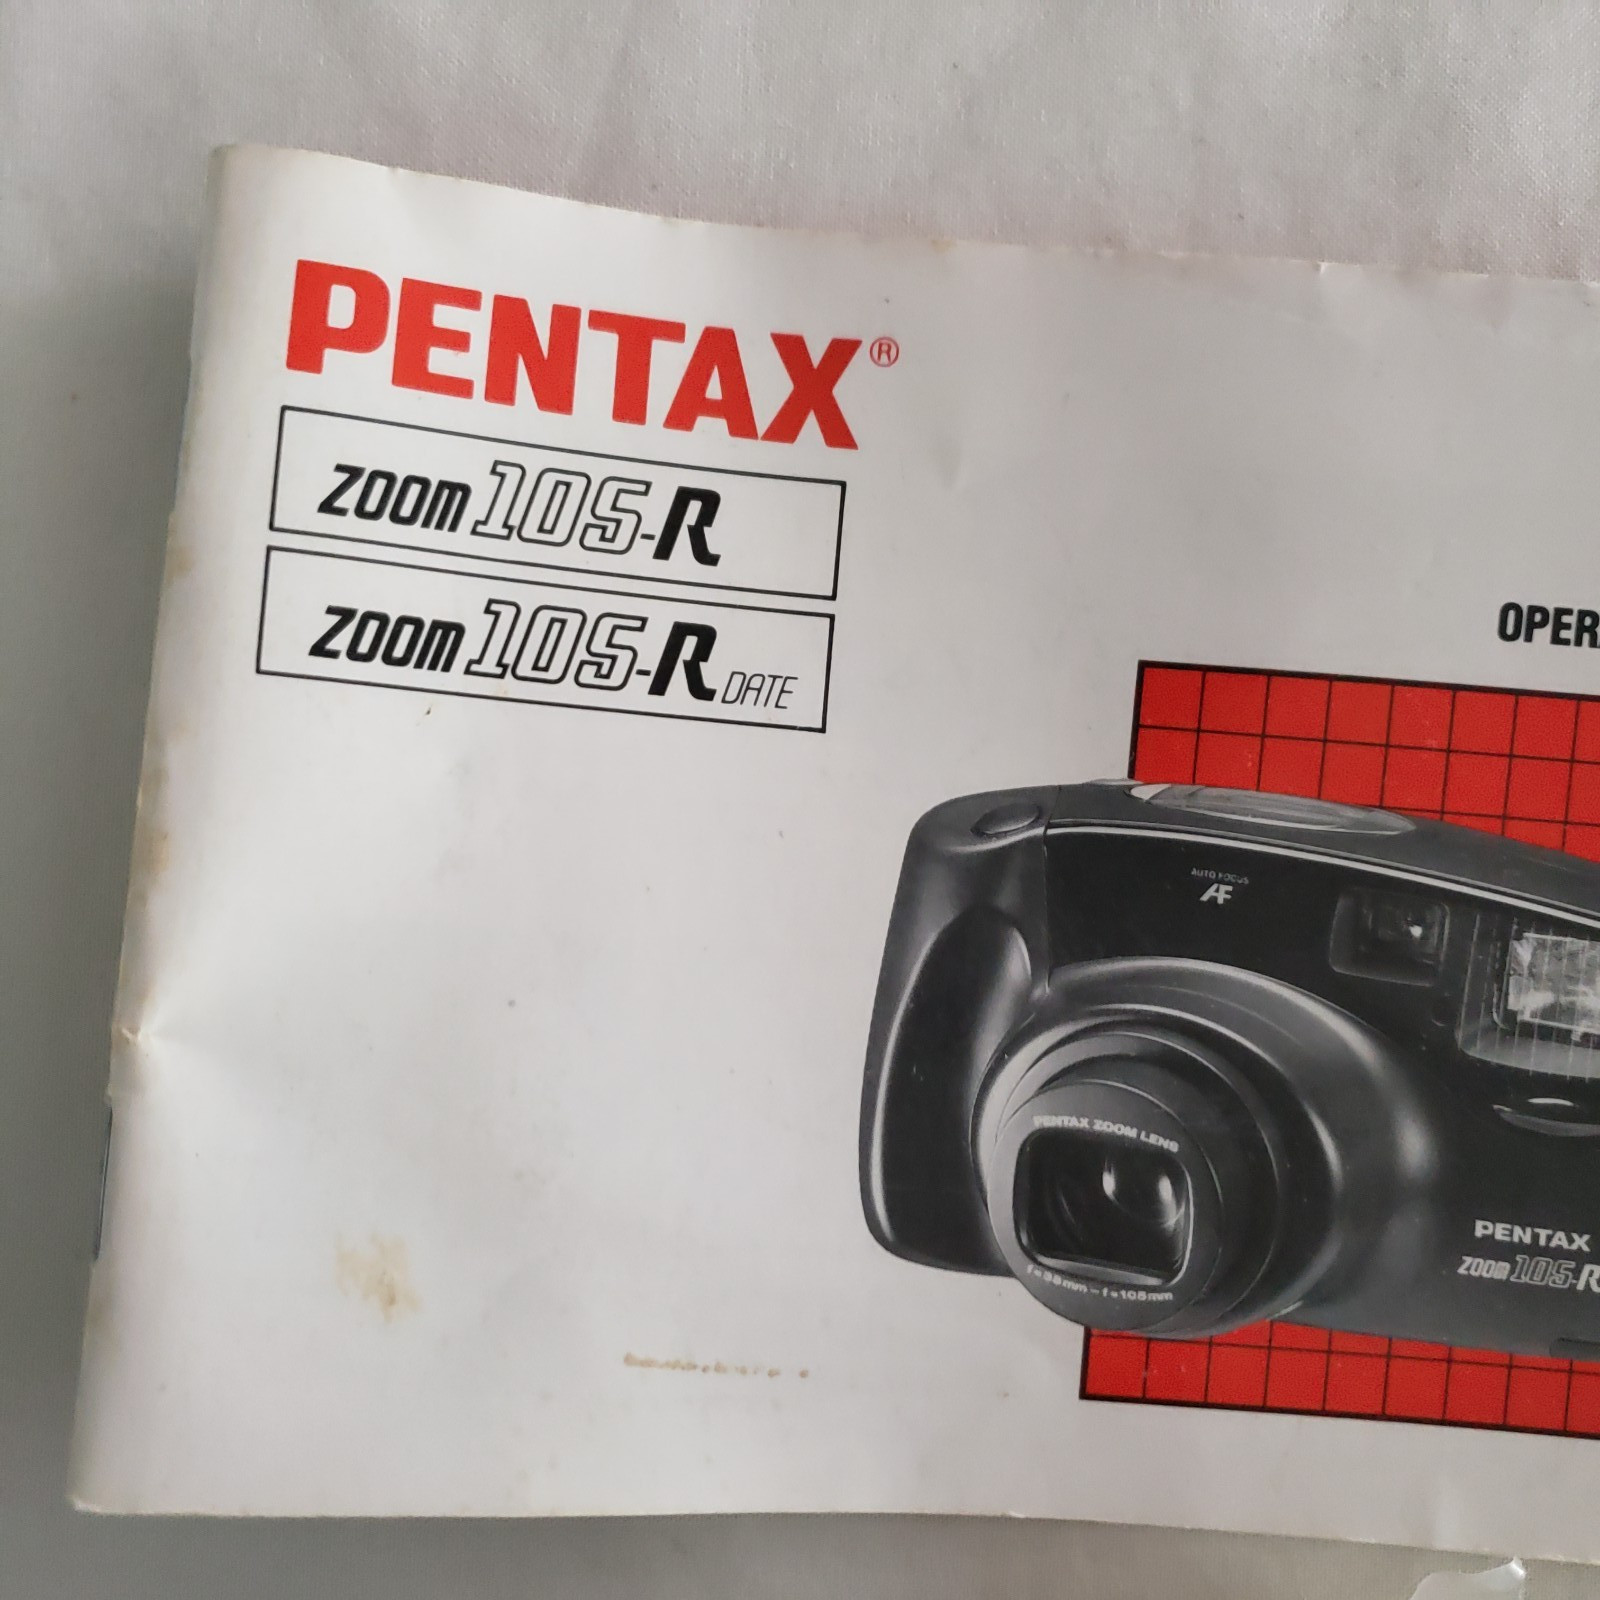 PENTAX®
ZOOM 105-R
ZOOM 105-R DATE
AUTO FOCUS
AF
PENTAX ZOOM LENS
f=38mm – f=105mm
PENTAX
ZOOM 105-R